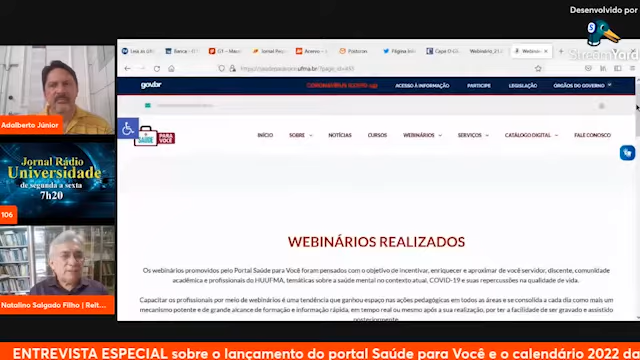 Desenvolvido por
StreamYard
Adalberto Júnior
Jornal Rádio
Universidade
de segunda a sexta
7h20
106
Natalino Salgado Filho | Reit...
gov.br
CORONAVÍRUS (COVID-19)
ACESSO À INFORMAÇÃO
PARTICIPE
LEGISLAÇÃO
ÓRGÃOS DO GOVERNO
SAÚDE PARA VOCÊ
INÍCIO
SOBRE
NOTÍCIAS
CURSOS
WEBINÁRIOS
SERVIÇOS
CATÁLOGO DIGITAL
FALE CONOSCO
WEBINÁRIOS REALIZADOS
Os webinários promovidos pelo Portal Saúde para Você foram pensados com o objetivo de incentivar, enriquecer e aproximar de você servidor, discente, comunidade
acadêmica e profissionais do HUUFMA, temáticas sobre a saúde mental no contexto atual, COVID-19 e suas repercussões na qualidade de vida.
Capacitar os profissionais por meio de webinários é uma tendência que ganhou espaço nas ações pedagógicas em todos as áreas e se consolida a cada dia como mais um
mecanismo potente e de grande alcance de formação e informação rápida, em tempo real ou mesmo após a sua realização, por ter a facilidade de ser gravado e assistido
posteriormente
ENTREVISTA ESPECIAL sobre o lançamento do portal Saúde para Você e o calendário 2022 da